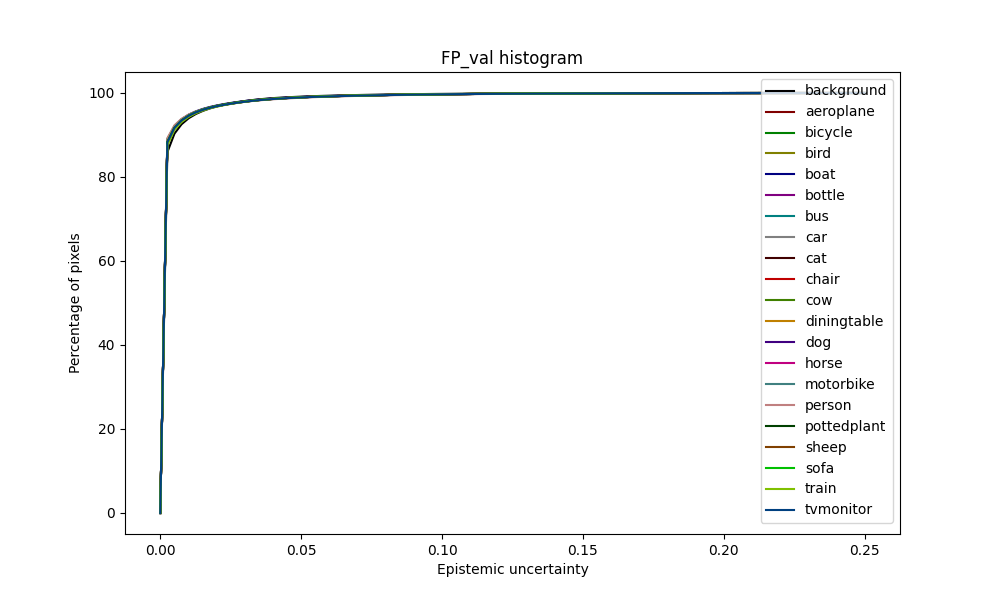 FP_val histogram
Percentage of pixels
100
80
60
40
20
0
0.00 0.05 0.10 0.15 0.20 0.25
Epistemic uncertainty
background
aeroplane
bicycle
bird
boat
bottle
bus
car
cat
chair
cow
diningtable
dog
horse
motorbike
person
pottedplant
sheep
sofa
train
tvmonitor